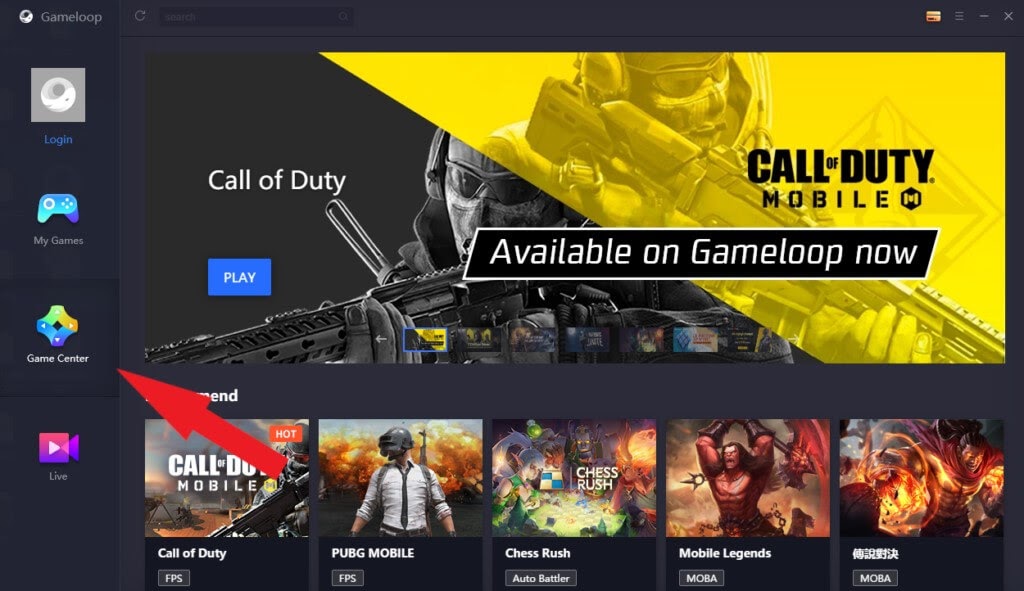 Gameloop
search
Login
My Games
Game Center
Live
Call of Duty
PLAY
CALL OF DUTY
MOBILE
Available on Gameloop now
HOT
CALL OF DUTY
MOBILE
Call of Duty
FPS
PUBG MOBILE
FPS
CHESS
RUSH
Chess Rush
Auto Battler
Mobile Legends
MOBA
傳說對決
MOBA